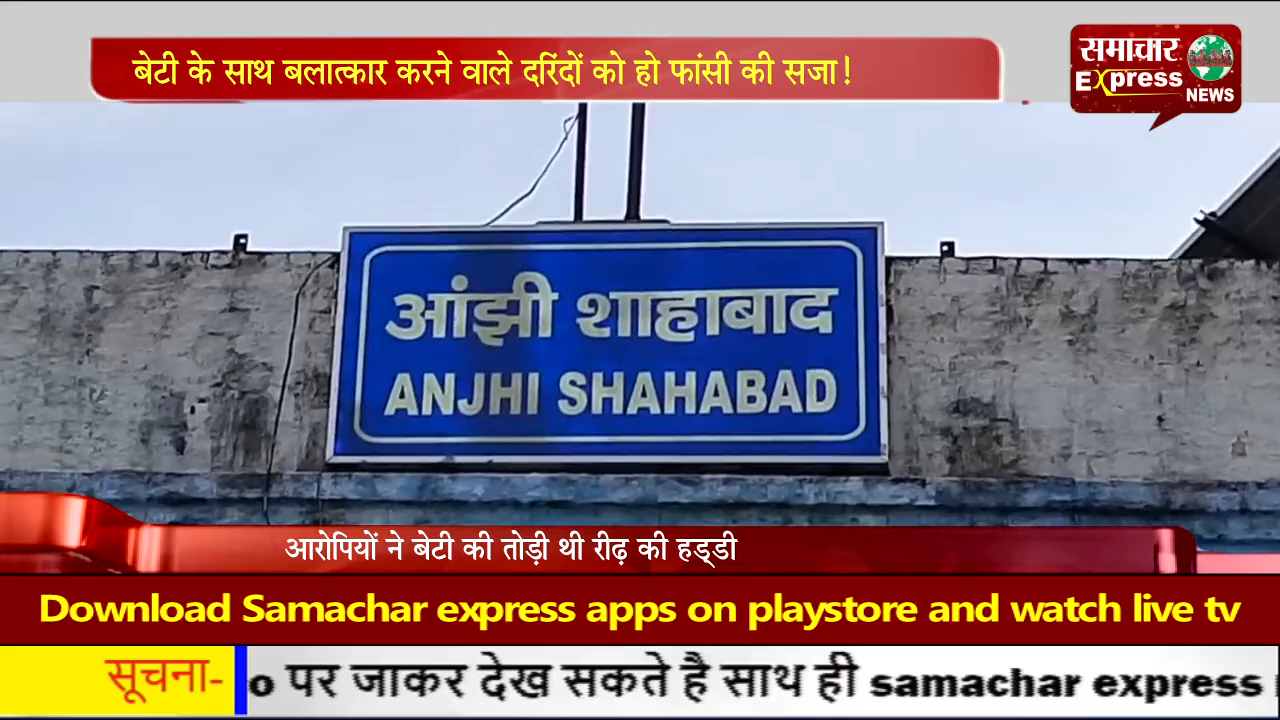 बेटी के साथ बलात्कार करने वाले दरिंदों को हो फांसी की सजा!
समाचार
Express
NEWS
आंझी शाहाबाद
ANJHI SHAHABAD
आरोपियों ने बेटी की तोड़ी थी रीढ़ की हड्डी
Download Samachar express apps on playstore and watch live tv
सूचना- o पर जाकर देख सकते है साथ ही samachar express